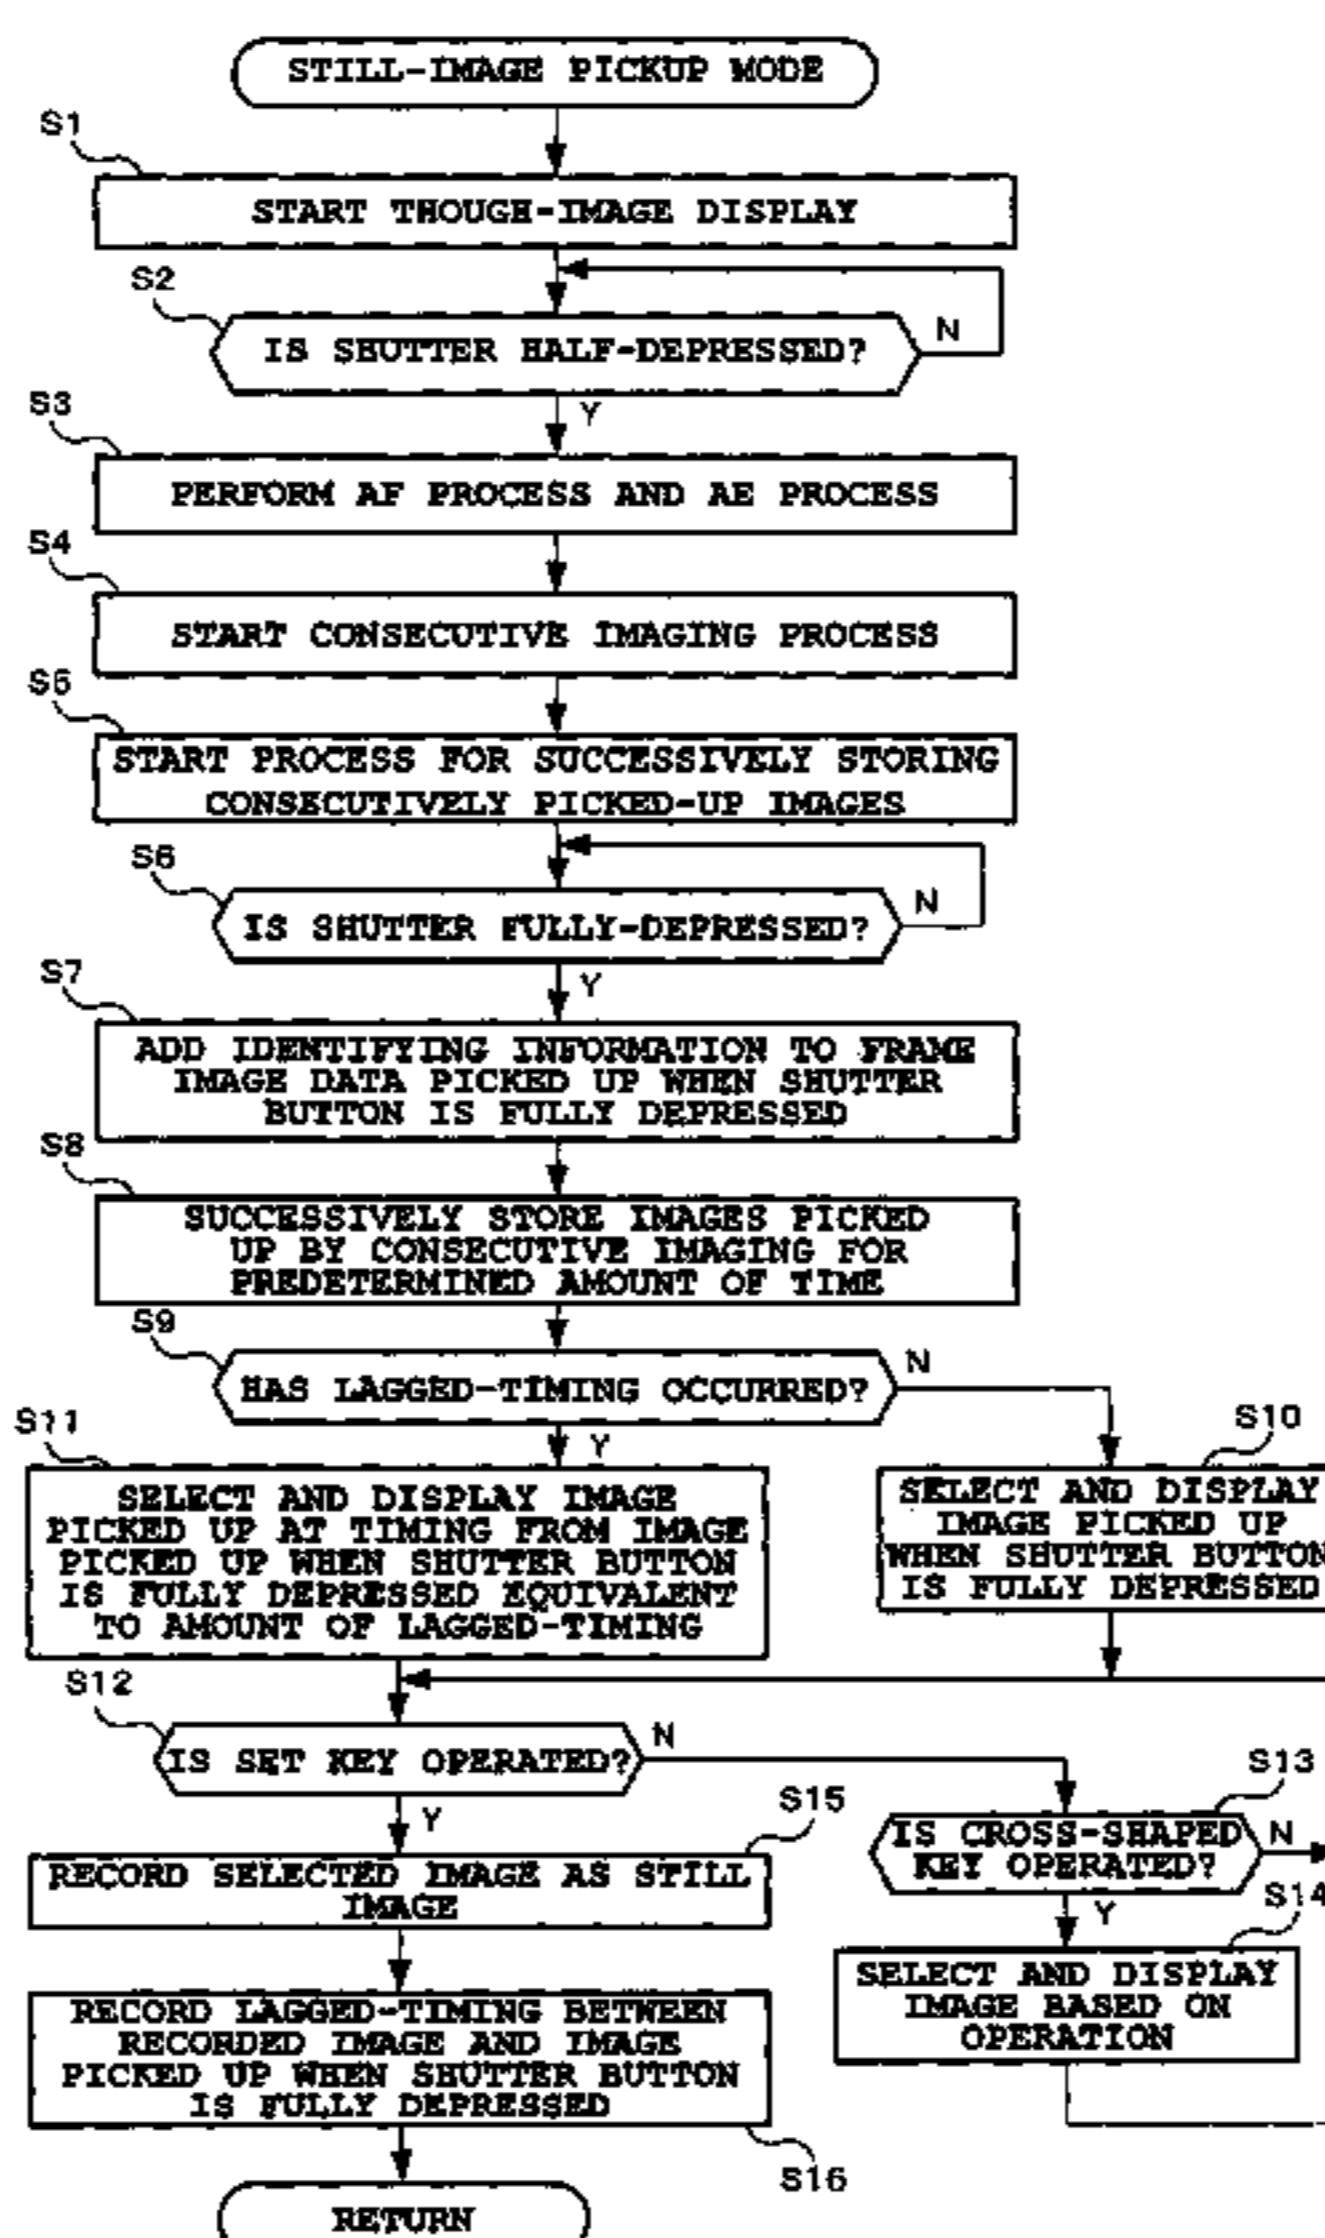 STILL-IMAGE PICKUP MODE
S1
START THOUGH-IMAGE DISPLAY
S2
IS SHUTTER HALF-DEPRESSED?
N
Y
S3
PERFORM AF PROCESS AND AE PROCESS
S4
START CONSECUTIVE IMAGING PROCESS
S5
START PROCESS FOR SUCCESSIVELY STORING
CONSECUTIVELY PICKED-UP IMAGES
S6
IS SHUTTER FULLY-DEPRESSED?
N
Y
S7
ADD IDENTIFYING INFORMATION TO FRAME
IMAGE DATA PICKED UP WHEN SHUTTER
BUTTON IS FULLY DEPRESSED
S8
SUCCESSIVELY STORE IMAGES PICKED
UP BY CONSECUTIVE IMAGING FOR
PREDETERMINED AMOUNT OF TIME
S9
HAS LAGGED-TIMING OCCURRED?
N
Y
S11
SELECT AND DISPLAY IMAGE
PICKED UP AT TIMING FROM IMAGE
PICKED UP WHEN SHUTTER BUTTON
IS FULLY DEPRESSED EQUIVALENT
TO AMOUNT OF LAGGED-TIMING
S10
SELECT AND DISPLAY
IMAGE PICKED UP
WHEN SHUTTER BUTTON
IS FULLY DEPRESSED
S12
IS SET KEY OPERATED?
N
Y
S13
IS CROSS-SHAPED
KEY OPERATED?
N
Y
S14
SELECT AND DISPLAY
IMAGE BASED ON
OPERATION
S15
RECORD SELECTED IMAGE AS STILL
IMAGE
RECORD LAGGED-TIMING BETWEEN
RECORDED IMAGE AND IMAGE
PICKED UP WHEN SHUTTER BUTTON
IS FULLY DEPRESSED
S16
RETURN